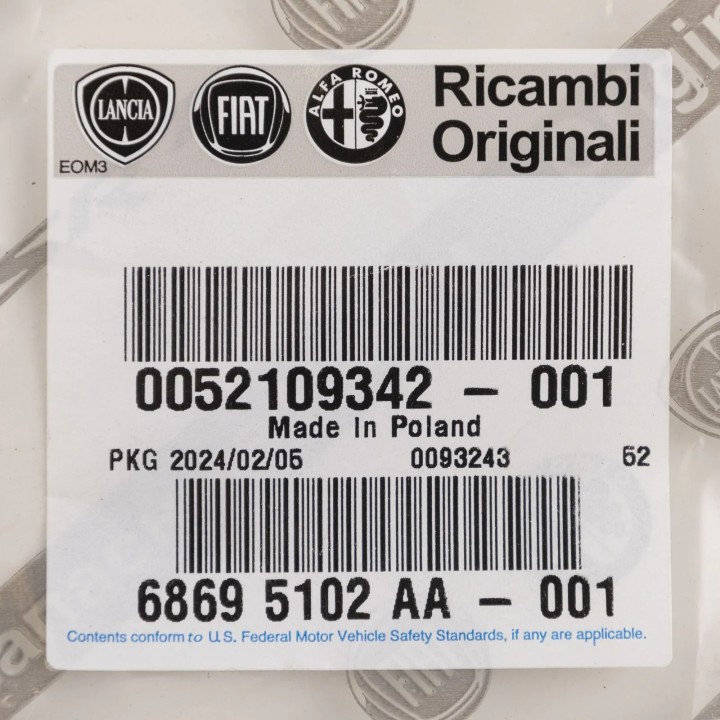 LANCIA
FIAT
ALFA ROMEO
Ricambi
Originali
EOM3
0052109342 - 001
Made In Poland
PKG 2024/02/05 0093243 52
6869 5102 AA - 001
Contents conform to U.S. Federal Motor Vehicle Safety Standards, if any are applicable.